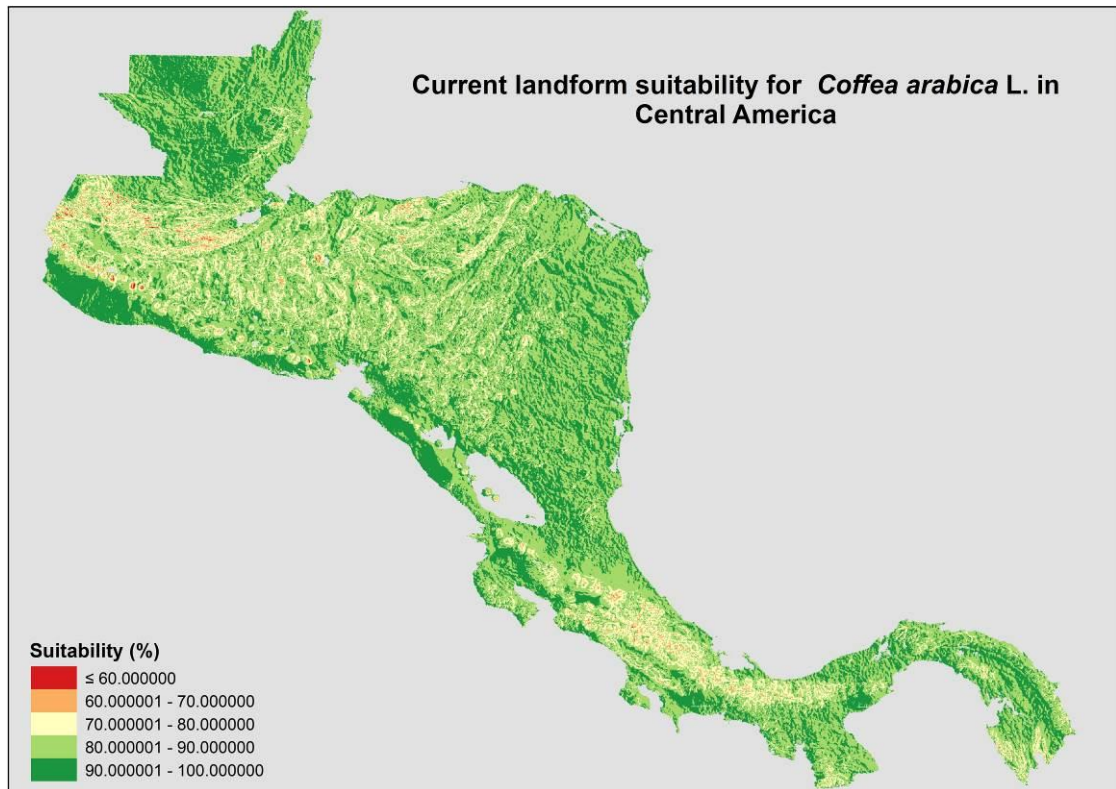 Current landform suitability for Coffea arabica L. in
Central America
Suitability (%)
≤ 60.000000
60.000001 - 70.000000
70.000001 - 80.000000
80.000001 - 90.000000
90.000001 - 100.000000